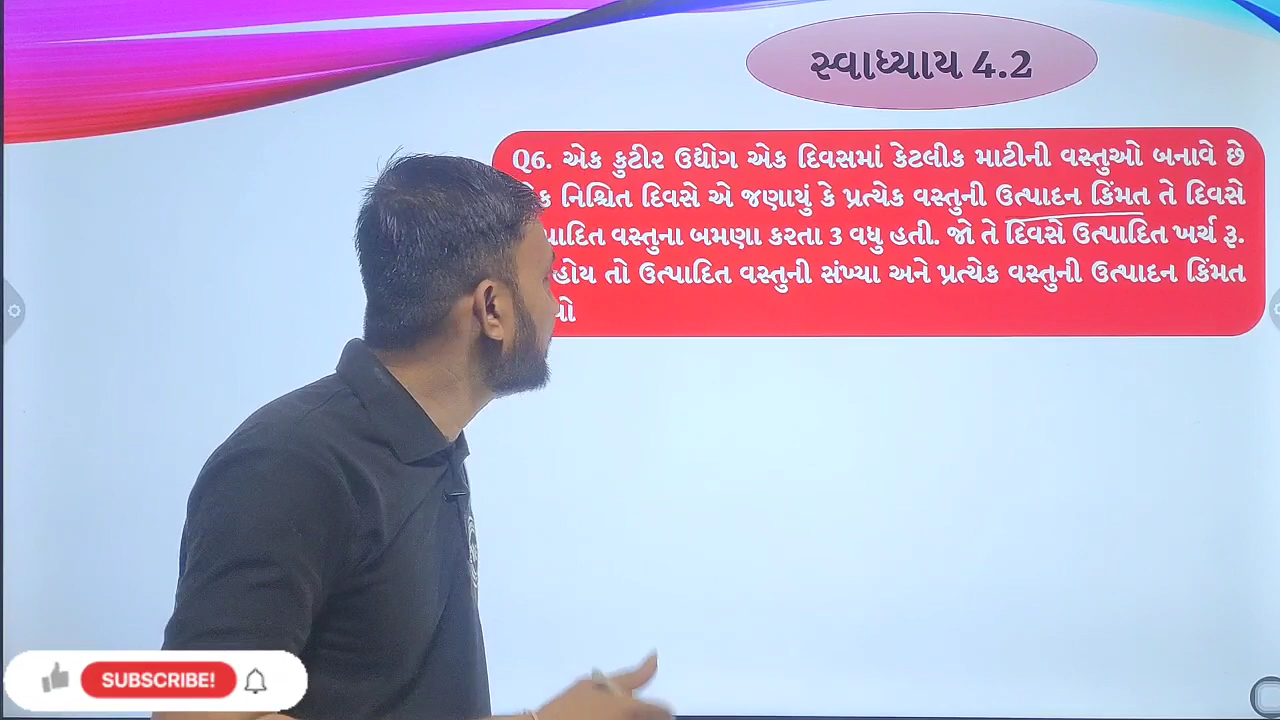 સ્વાધ્યાય 4.2
Q6. એક કુટીર ઉદ્યોગ એક દિવસમાં કેટલીક માટીની વસ્તુઓ બનાવે છે
નિશ્ચિત દિવસે એ જણાયું કે પ્રત્યેક વસ્તુની ઉત્પાદન કિંમત તે દિવસે
વસ્તુના બમણા કરતા 3 વધુ હતી. જો તે દિવસે ઉત્પાદિત ખર્ચ રૂ.
હોય તો ઉત્પાદિત વસ્તુની સંખ્યા અને પ્રત્યેક વસ્તુની ઉત્પાદન કિંમત
SUBSCRIBE!